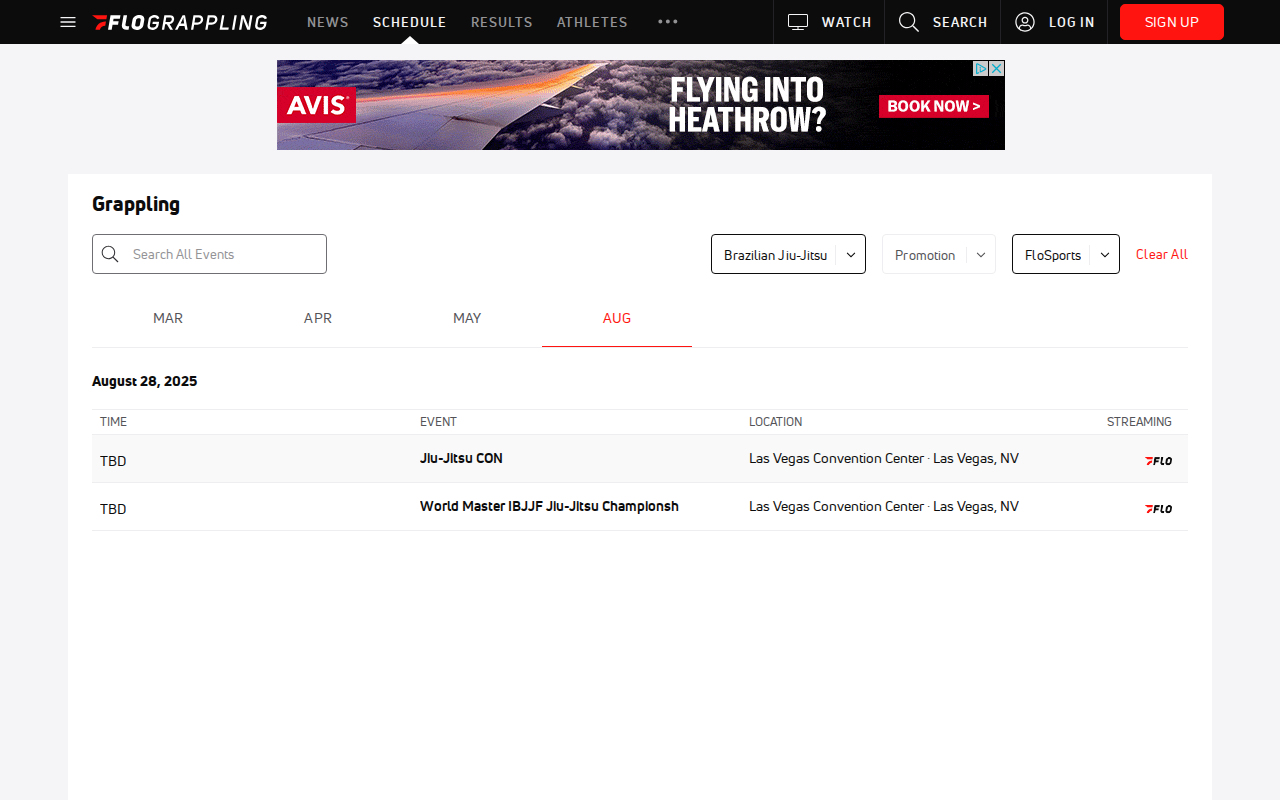 FLOGRAPPLING NEWS SCHEDULE RESULTS ATHLETES WATCH SEARCH LOG IN SIGN UP
AVIS
FLYING INTO
HEATHROW?
BOOK NOW >
Grappling
Search All Events
Brazilian Jiu-Jitsu
Promotion
FloSports
Clear All
MAR APR MAY AUG
August 28, 2025
TIME EVENT LOCATION STREAMING
TBD Jiu-Jitsu CON Las Vegas Convention Center · Las Vegas, NV FLO
TBD World Master IBJJF Jiu-Jitsu Championsh Las Vegas Convention Center · Las Vegas, NV FLO